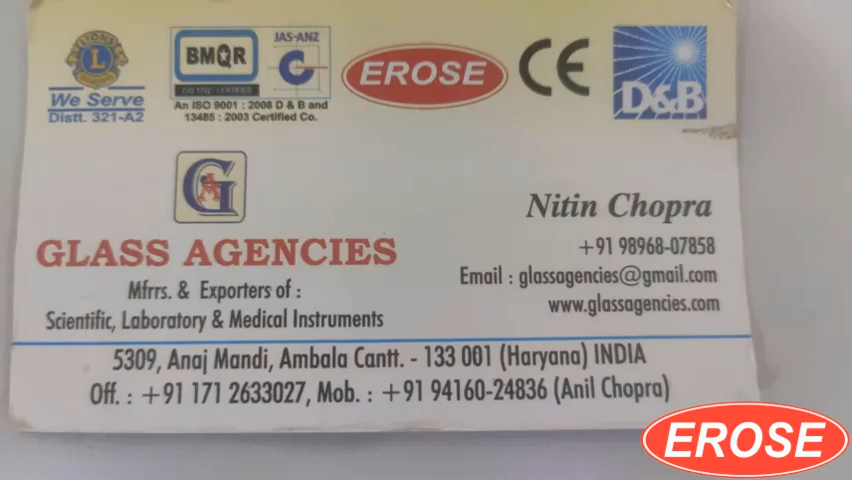 LIONS
INTERNATIONAL
We Serve
Distt. 321-A2
BMQR
JAS-ANZ
An ISO 9001 : 2008 D & B and
13485 : 2003 Certified Co.
EROSE
CE
D&B
GA
GLASS AGENCIES
Mfrrs. & Exporters of :
Scientific, Laboratory & Medical Instruments
Nitin Chopra
+91 98968-07858
Email : glassagencies@gmail.com
www.glassagencies.com
5309, Anaj Mandi, Ambala Cantt. - 133 001 (Haryana) INDIA
Off. : +91 171 2633027, Mob. : +91 94160-24836 (Anil Chopra)
EROSE